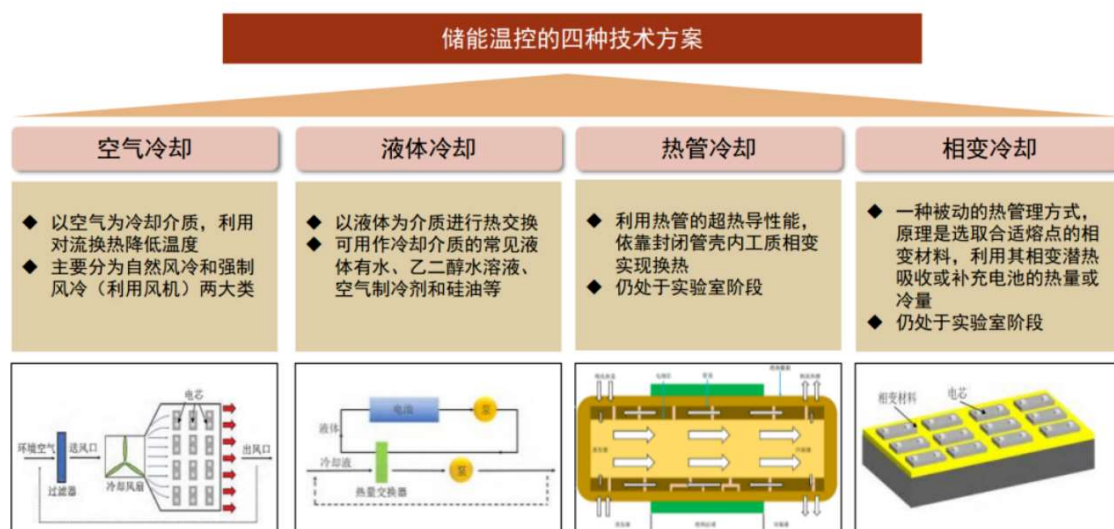 储能温控的四种技术方案
空气冷却
液体冷却
热管冷却
相变冷却
◆ 以空气为冷却介质，利用
对流换热降低温度
◆ 主要分为自然风冷和强制
风冷（利用风机）两大类
◆ 以液体为介质进行热交换
◆ 可用作冷却介质的常见液
体有水、乙二醇水溶液、
空气制冷剂和硅油等
◆ 利用热管的超热导性能，
依靠封闭管壳内工质相变
实现换热
◆ 仍处于实验室阶段
◆ 一种被动的热管理方式，
原理是选取合适熔点的相
变材料，利用其相变潜热
吸收或补充电池的热量或
冷量
◆ 仍处于实验室阶段
电芯
环境空气
送风口
出风口
过滤器
冷却风扇
电池
泵
液体
冷却液
泵
热量交换器
相变材料
电芯